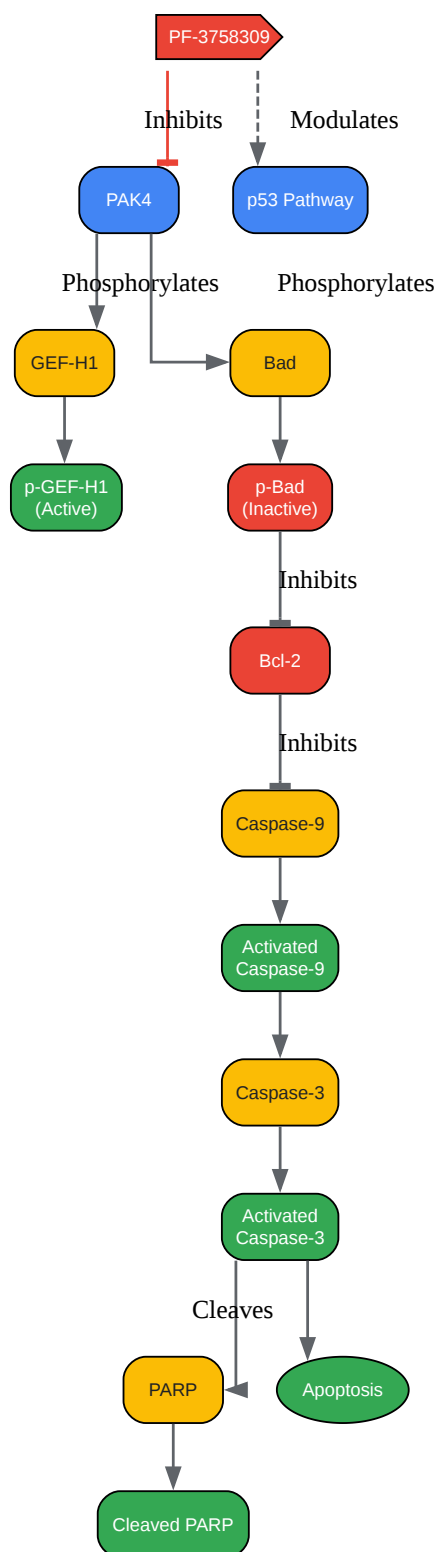 PF-3758309
Inhibits
Modulates
PAK4
p53 Pathway
Phosphorylates
Phosphorylates
GEF-H1
Bad
p-GEF-H1
(Active)
p-Bad
(Inactive)
Inhibits
Bcl-2
Inhibits
Caspase-9
Activated
Caspase-9
Caspase-3
Activated
Caspase-3
Cleaves
PARP
Apoptosis
Cleaved PARP